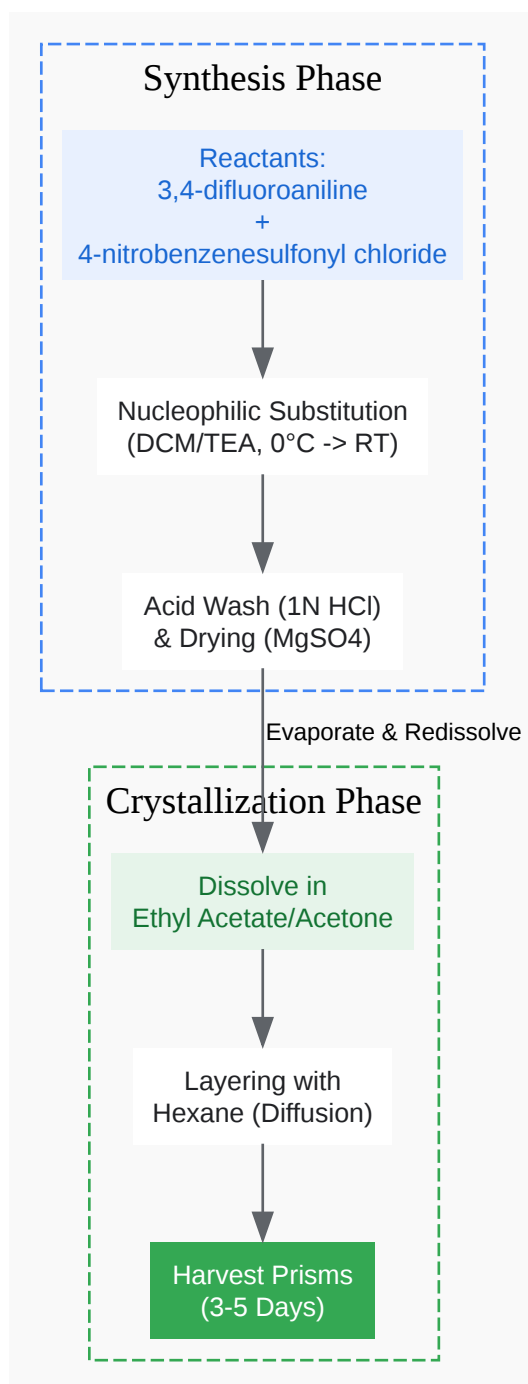 Synthesis Phase
Reactants:
3,4-difluoroaniline
+
4-nitrobenzenesulfonyl chloride
Nucleophilic Substitution
(DCM/TEA, 0°C -> RT)
Acid Wash (1N HCl)
& Drying (MgSO4)
Evaporate & Redissolve
Crystallization Phase
Dissolve in
Ethyl Acetate/Acetone
Layering with
Hexane (Diffusion)
Harvest Prisms
(3-5 Days)